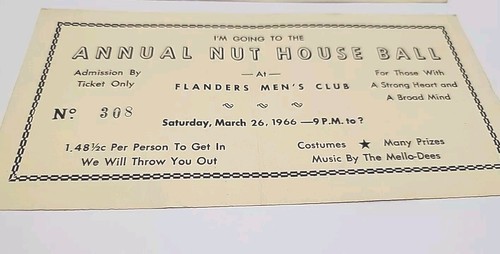 I'M GOING TO THE
ANNUAL NUT HOUSE BALL
Admission By
Ticket Only
— At —
FLANDERS MEN'S CLUB
For Those With
A Strong Heart and
A Broad Mind
No. 308
Saturday, March 26, 1966 — 9 P.M. to ?
1.48½c Per Person To Get In
We Will Throw You Out
Costumes ★ Many Prizes
Music By The Mello-Dees